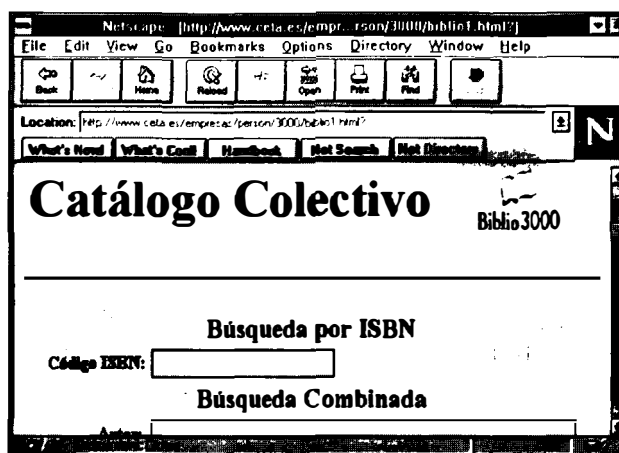 Netscape [http://www.ceta.es/empr...rson/3000/biblio1.html?]
File Edit View Go Bookmarks Options Directory Window Help
Back Home Reload Open Print Find
Location: http://www.ceta.es/empresas/person/3000/biblio1.html?
What's New! What's Cool! Handbook Net Search Net Directory
Catálogo Colectivo
Biblio3000
Búsqueda por ISBN
Código ISBN:
Búsqueda Combinada
Autor: